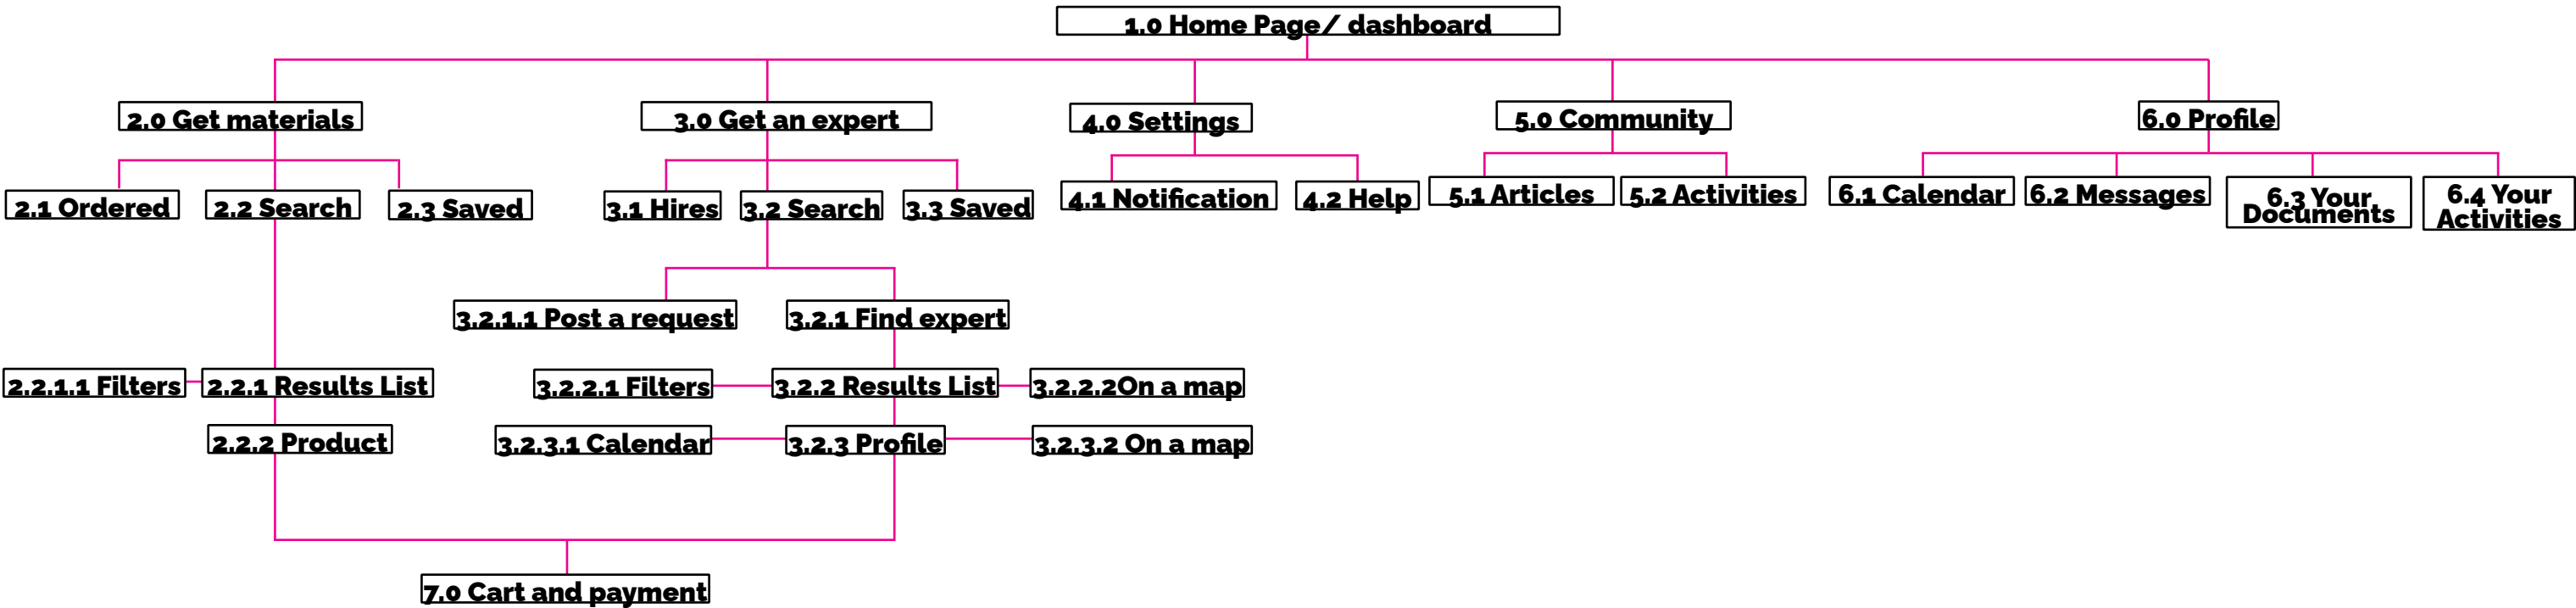 1.0 Home Page/ dashboard
2.0 Get materials
3.0 Get an expert
4.0 Settings
5.0 Community
6.0 Profile
2.1 Ordered
2.2 Search
2.3 Saved
3.1 Hires
3.2 Search
3.3 Saved
4.1 Notification
4.2 Help
5.1 Articles
5.2 Activities
6.1 Calendar
6.2 Messages
6.3 Your
Documents
6.4 Your
Activities
3.2.1.1 Post a request
3.2.1 Find expert
2.2.1.1 Filters
2.2.1 Results List
3.2.2.1 Filters
3.2.2 Results List
3.2.2.2On a map
2.2.2 Product
3.2.3.1 Calendar
3.2.3 Profile
3.2.3.2 On a map
7.0 Cart and payment